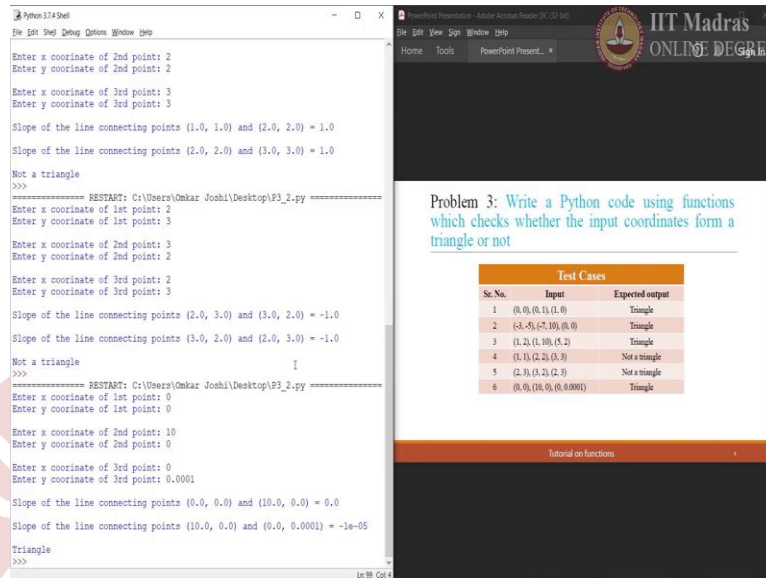 Python 3.7.4 Shell
File Edit Shell Debug Options Window Help
Enter x coorinate of 2nd point: 2
Enter y coorinate of 2nd point: 2
Enter x coorinate of 3rd point: 3
Enter y coorinate of 3rd point: 3
Slope of the line connecting points (1.0, 1.0) and (2.0, 2.0) = 1.0
Slope of the line connecting points (2.0, 2.0) and (3.0, 3.0) = 1.0
Not a triangle
>>>
=============== RESTART: C:\Users\Omkar Joshi\Desktop\P3_2.py ===============
Enter x coorinate of 1st point: 2
Enter y coorinate of 1st point: 3
Enter x coorinate of 2nd point: 3
Enter y coorinate of 2nd point: 2
Enter x coorinate of 3rd point: 2
Enter y coorinate of 3rd point: 3
Slope of the line connecting points (2.0, 3.0) and (3.0, 2.0) = -1.0
Slope of the line connecting points (3.0, 2.0) and (2.0, 3.0) = -1.0
Not a triangle
>>>
=============== RESTART: C:\Users\Omkar Joshi\Desktop\P3_2.py ===============
Enter x coorinate of 1st point: 0
Enter y coorinate of 1st point: 0
Enter x coorinate of 2nd point: 10
Enter y coorinate of 2nd point: 0
Enter x coorinate of 3rd point: 0
Enter y coorinate of 3rd point: 0.0001
Slope of the line connecting points (0.0, 0.0) and (10.0, 0.0) = 0.0
Slope of the line connecting points (10.0, 0.0) and (0.0, 0.0001) = -1e-05
Triangle
>>>
Ln: 99 Col: 4
PowerPoint Presentation - Adobe Acrobat Reader DC (32-bit)
File Edit View Sign Window Help
Home Tools PowerPoint Present... × Sign In
IIT Madras
ONLINE DEGREE
Problem 3: Write a Python code using functions
which checks whether the input coordinates form a
triangle or not
Test Cases
Sr. No. Input Expected output
1 (0, 0), (0, 1), (1, 0) Triangle
2 (-3, -5), (-7, 10), (0, 0) Triangle
3 (1, 2), (1, 10), (5, 2) Triangle
4 (1, 1), (2, 2), (3, 3) Not a triangle
5 (2, 3), (3, 2), (2, 3) Not a triangle
6 (0, 0), (10, 0), (0, 0.0001) Triangle
Tutorial on functions